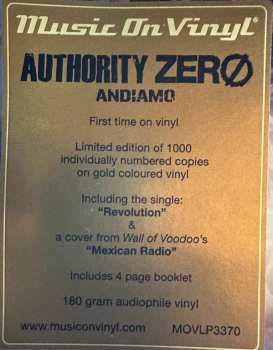 Music On Vinyl®
AUTHORITY ZERØ
ANDIAMO
First time on vinyl
Limited edition of 1000
individually numbered copies
on gold coloured vinyl
Including the single:
"Revolution"
&
a cover from Wall of Voodoo's
"Mexican Radio"
Includes 4 page booklet
180 gram audiophile vinyl
www.musiconvinyl.com MOVLP3370